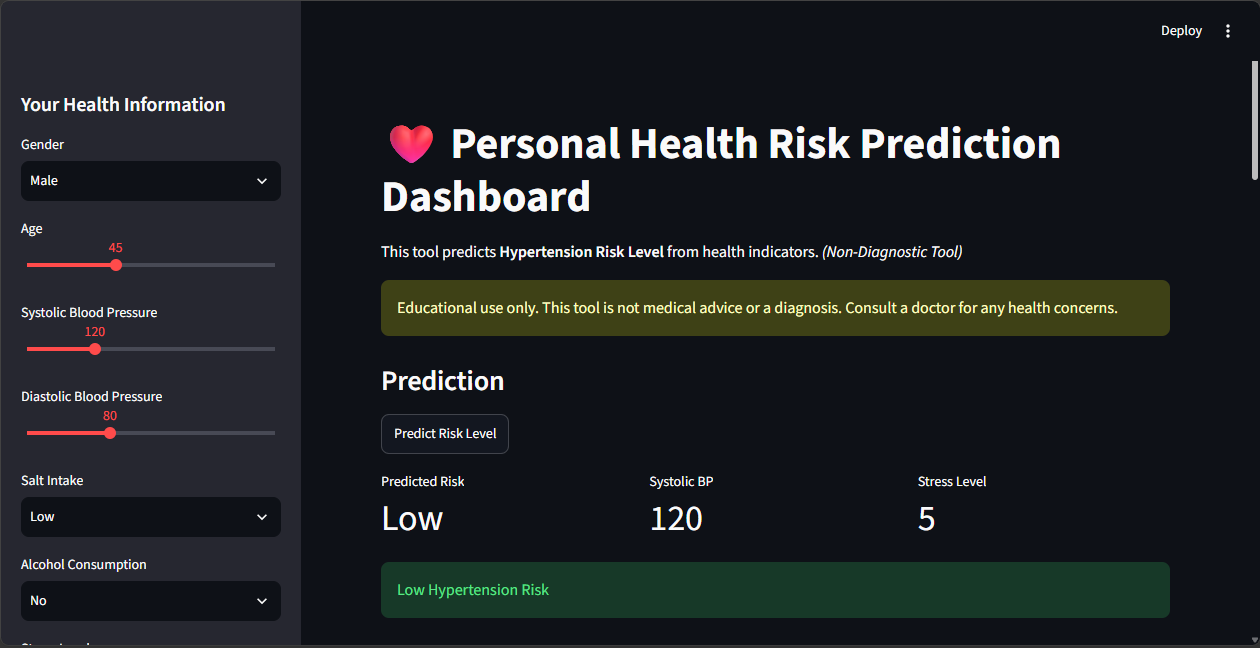 Deploy
Your Health Information
Gender
Male
Age
45
Systolic Blood Pressure
120
Diastolic Blood Pressure
80
Salt Intake
Low
Alcohol Consumption
No
Personal Health Risk Prediction
Dashboard
This tool predicts Hypertension Risk Level from health indicators. (Non-Diagnostic Tool)
Educational use only. This tool is not medical advice or a diagnosis. Consult a doctor for any health concerns.
Prediction
Predict Risk Level
Predicted Risk
Low
Systolic BP
120
Stress Level
5
Low Hypertension Risk